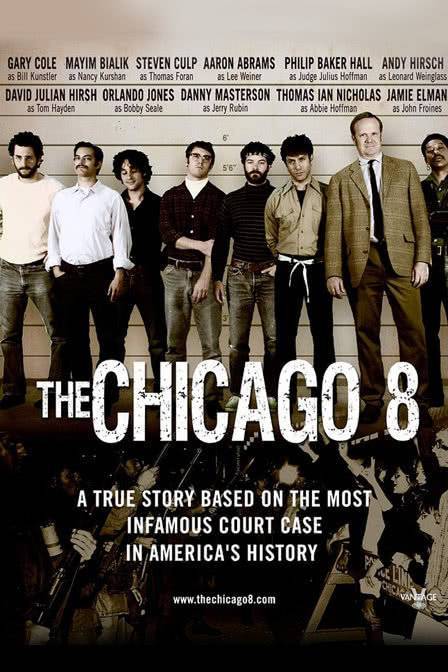 GARY COLE MAYIM BIALIK STEVEN CULP AARON ABRAMS PHILIP BAKER HALL ANDY HIRSCH
as Bill Kunstler as Nancy Kurshan as Thomas Foran as Lee Weiner as Judge Julius Hoffman as Leonard Weinglass
DAVID JULIAN HIRSH ORLANDO JONES DANNY MASTERSON THOMAS IAN NICHOLAS JAMIE ELMAN
as Tom Hayden as Bobby Seale as Jerry Rubin as Abbie Hoffman as John Froines
6'
5'6"
THE CHICAGO 8
A TRUE STORY BASED ON THE MOST
INFAMOUS COURT CASE
IN AMERICA'S HISTORY
POLICE LINE
www.thechicago8.com
VANTAGE